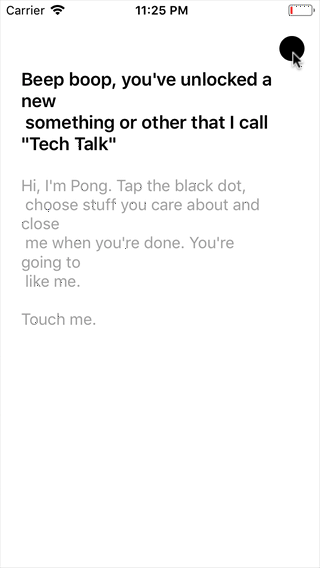 Carrier 11:25 PM
Beep boop, you've unlocked a
new
something or other that I call
"Tech Talk"
Hi, I'm Pong. Tap the black dot,
choose stuff you care about and
close
me when you're done. You're
going to
like me.
Touch me.